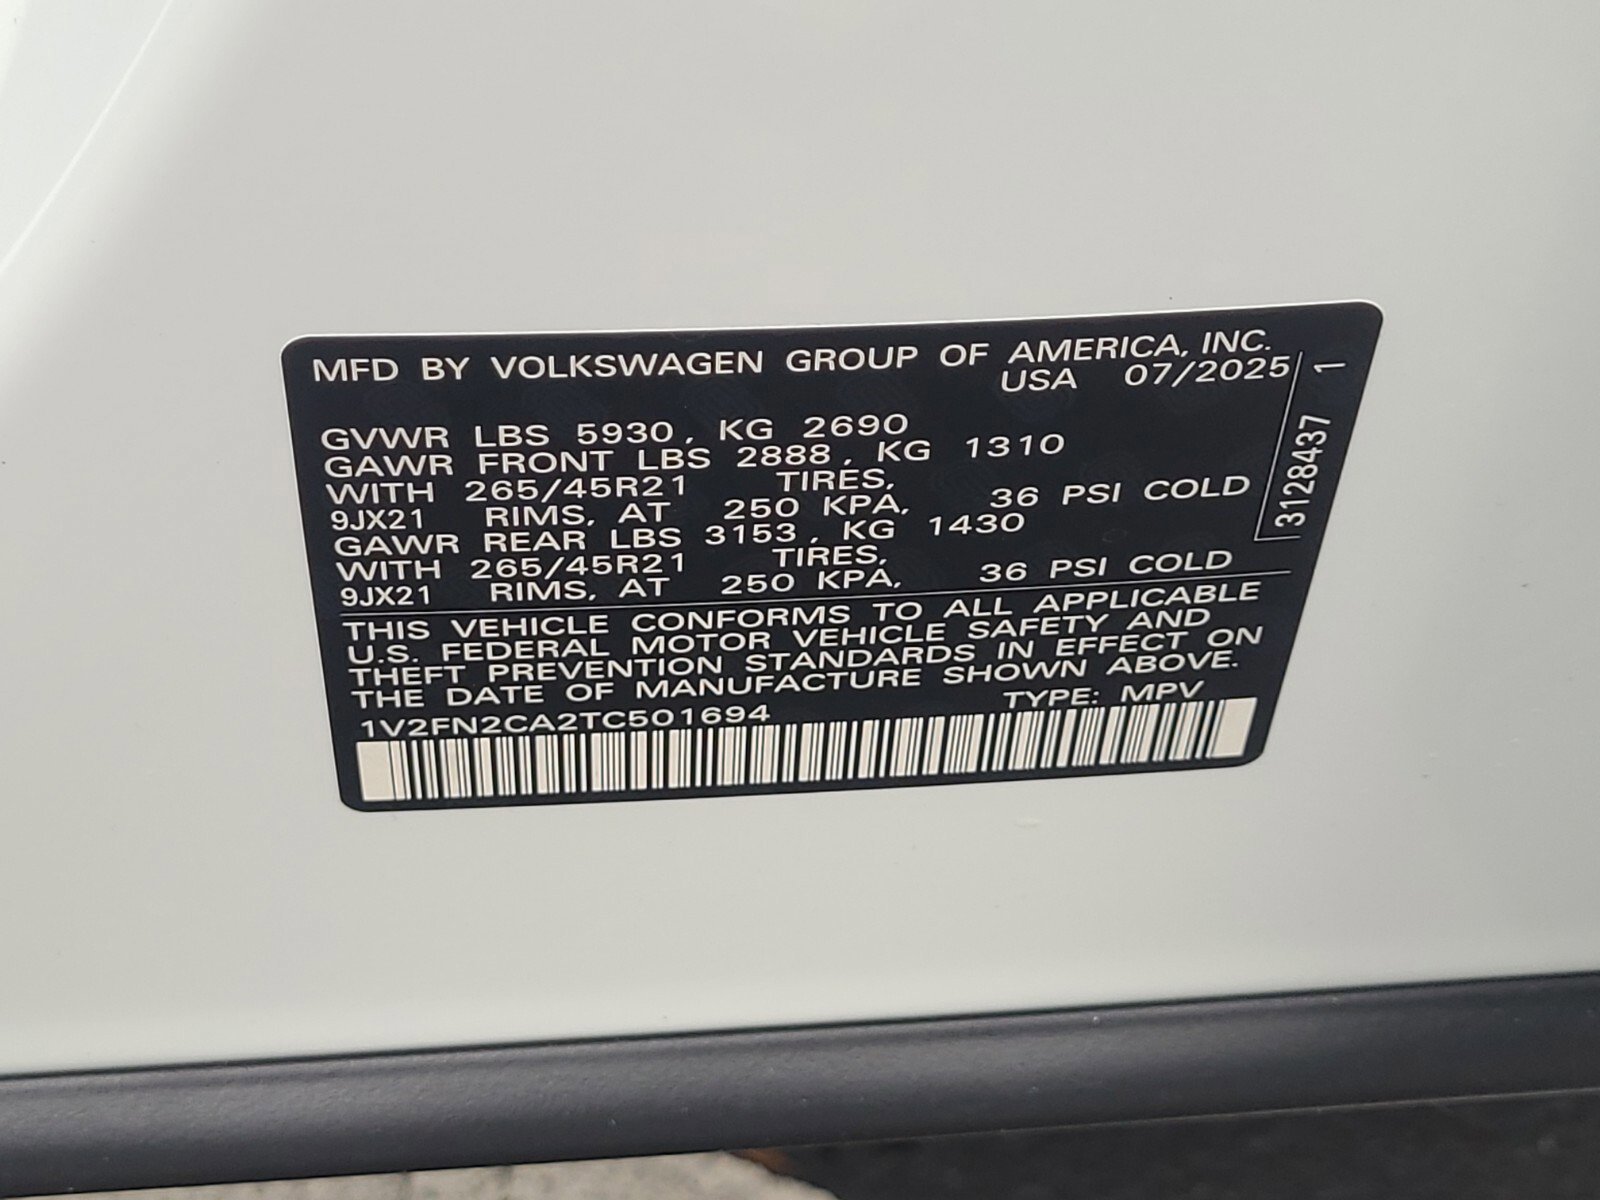 MFD BY VOLKSWAGEN GROUP OF AMERICA, INC.
USA 07/2025
GVWR LBS 5930, KG 2690
GAWR FRONT LBS 2888, KG 1310
WITH 265/45R21 TIRES,
9JX21 RIMS, AT 250 KPA, 36 PSI COLD
GAWR REAR LBS 3153, KG 1430
WITH 265/45R21 TIRES,
9JX21 RIMS, AT 250 KPA, 36 PSI COLD
THIS VEHICLE CONFORMS TO ALL APPLICABLE
U.S. FEDERAL MOTOR VEHICLE SAFETY AND
THEFT PREVENTION STANDARDS IN EFFECT ON
THE DATE OF MANUFACTURE SHOWN ABOVE.
1V2FN2CA2TC501694 TYPE: MPV
3128437 1